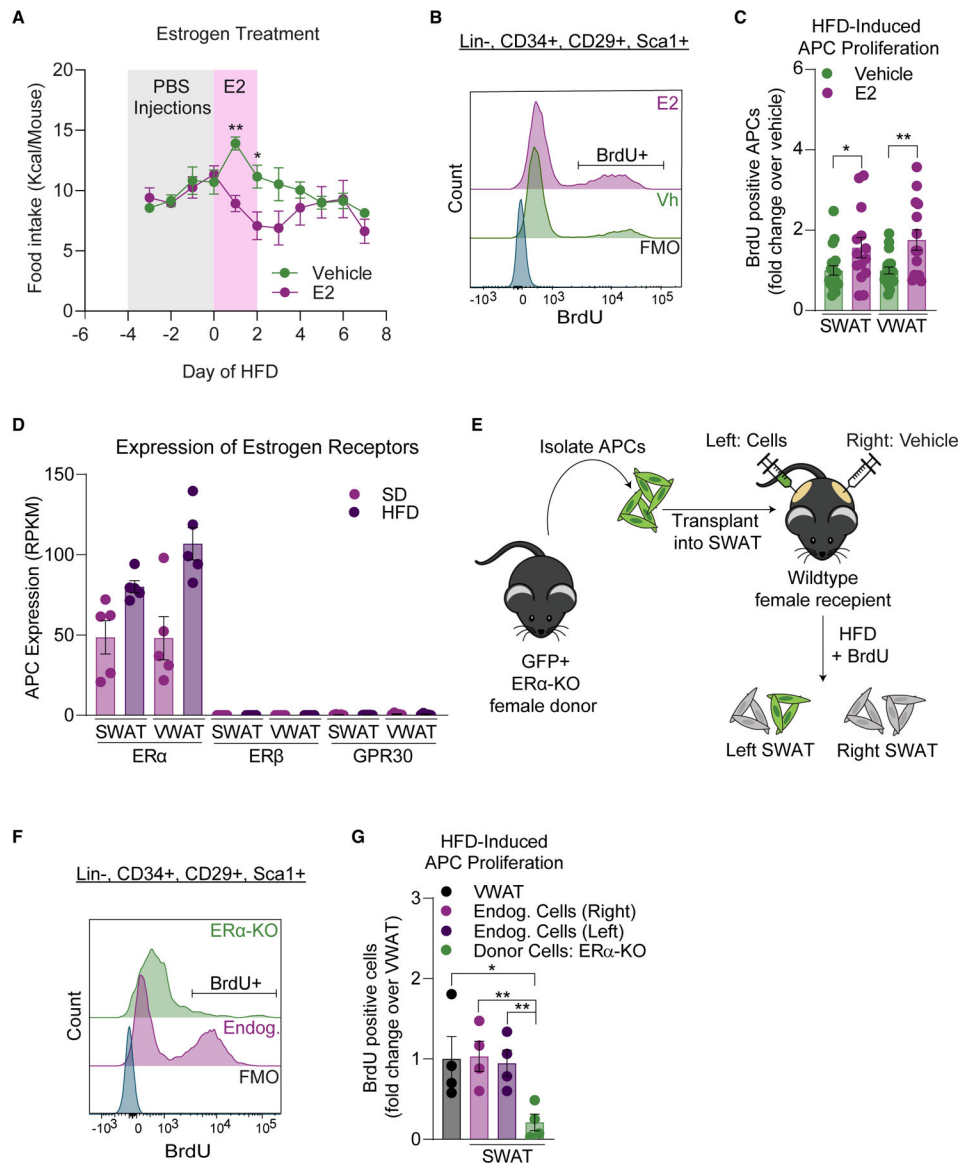 A
Estrogen Treatment
PBS
Injections
E2
**
*
20
15
10
5
0
Food intake (Kcal/Mouse)
Vehicle
E2
-6 -4 -2 0 2 4 6 8
Day of HFD
B
Lin-, CD34+, CD29+, Sca1+
E2
BrdU+
Vh
FMO
Count
-10³ 0 10³ 10⁴ 10⁵
BrdU
C
HFD-Induced
APC Proliferation
Vehicle
E2
* **
6
4
2
0
BrdU positive APCs
(fold change over vehicle)
SWAT VWAT
D
Expression of Estrogen Receptors
SD
HFD
150
100
50
0
APC Expression (RPKM)
SWAT VWAT SWAT VWAT SWAT VWAT
ERα ERβ GPR30
E
Left: Cells
Right: Vehicle
Isolate APCs
Transplant
into SWAT
GFP+
ERα-KO
female donor
Wildtype
female recepient
HFD
+ BrdU
Left SWAT
Right SWAT
F
Lin-, CD34+, CD29+, Sca1+
ERα-KO
BrdU+
Endog.
FMO
Count
-10³ 0 10³ 10⁴ 10⁵
BrdU
G
HFD-Induced
APC Proliferation
VWAT
Endog. Cells (Right)
Endog. Cells (Left)
Donor Cells: ERα-KO
*
**
**
3
2
1
0
BrdU positive cells
(fold change over VWAT)
SWAT